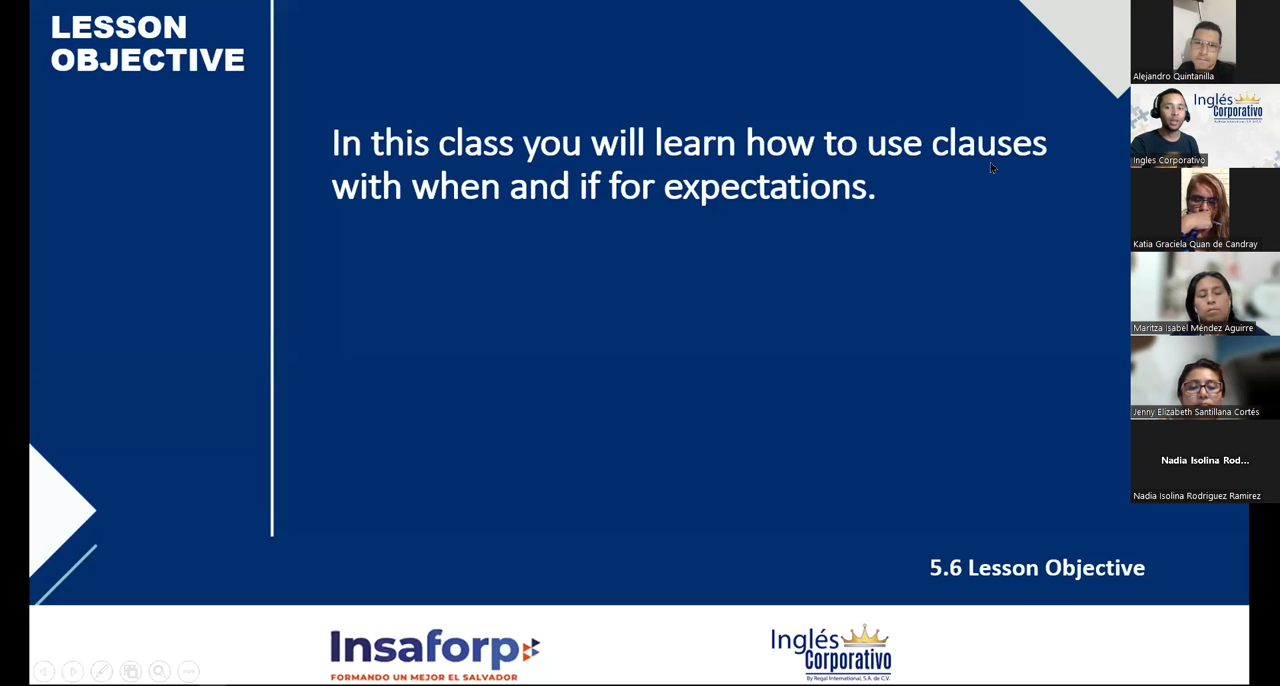 LESSON
OBJECTIVE
In this class you will learn how to use clauses
with when and if for expectations.
5.6 Lesson Objective
Insaforp
FORMANDO UN MEJOR EL SALVADOR
Inglés
Corporativo
By Regal International, S.A. de C.V.
Alejandro Quintanilla
Inglés
Corporativo
Ingles Corporativo
Katia Graciela Quan de Candray
Maritza Isabel Méndez Aguirre
Jenny Elizabeth Santillana Cortés
Nadia Isolina Rod...
Nadia Isolina Rodriguez Ramirez